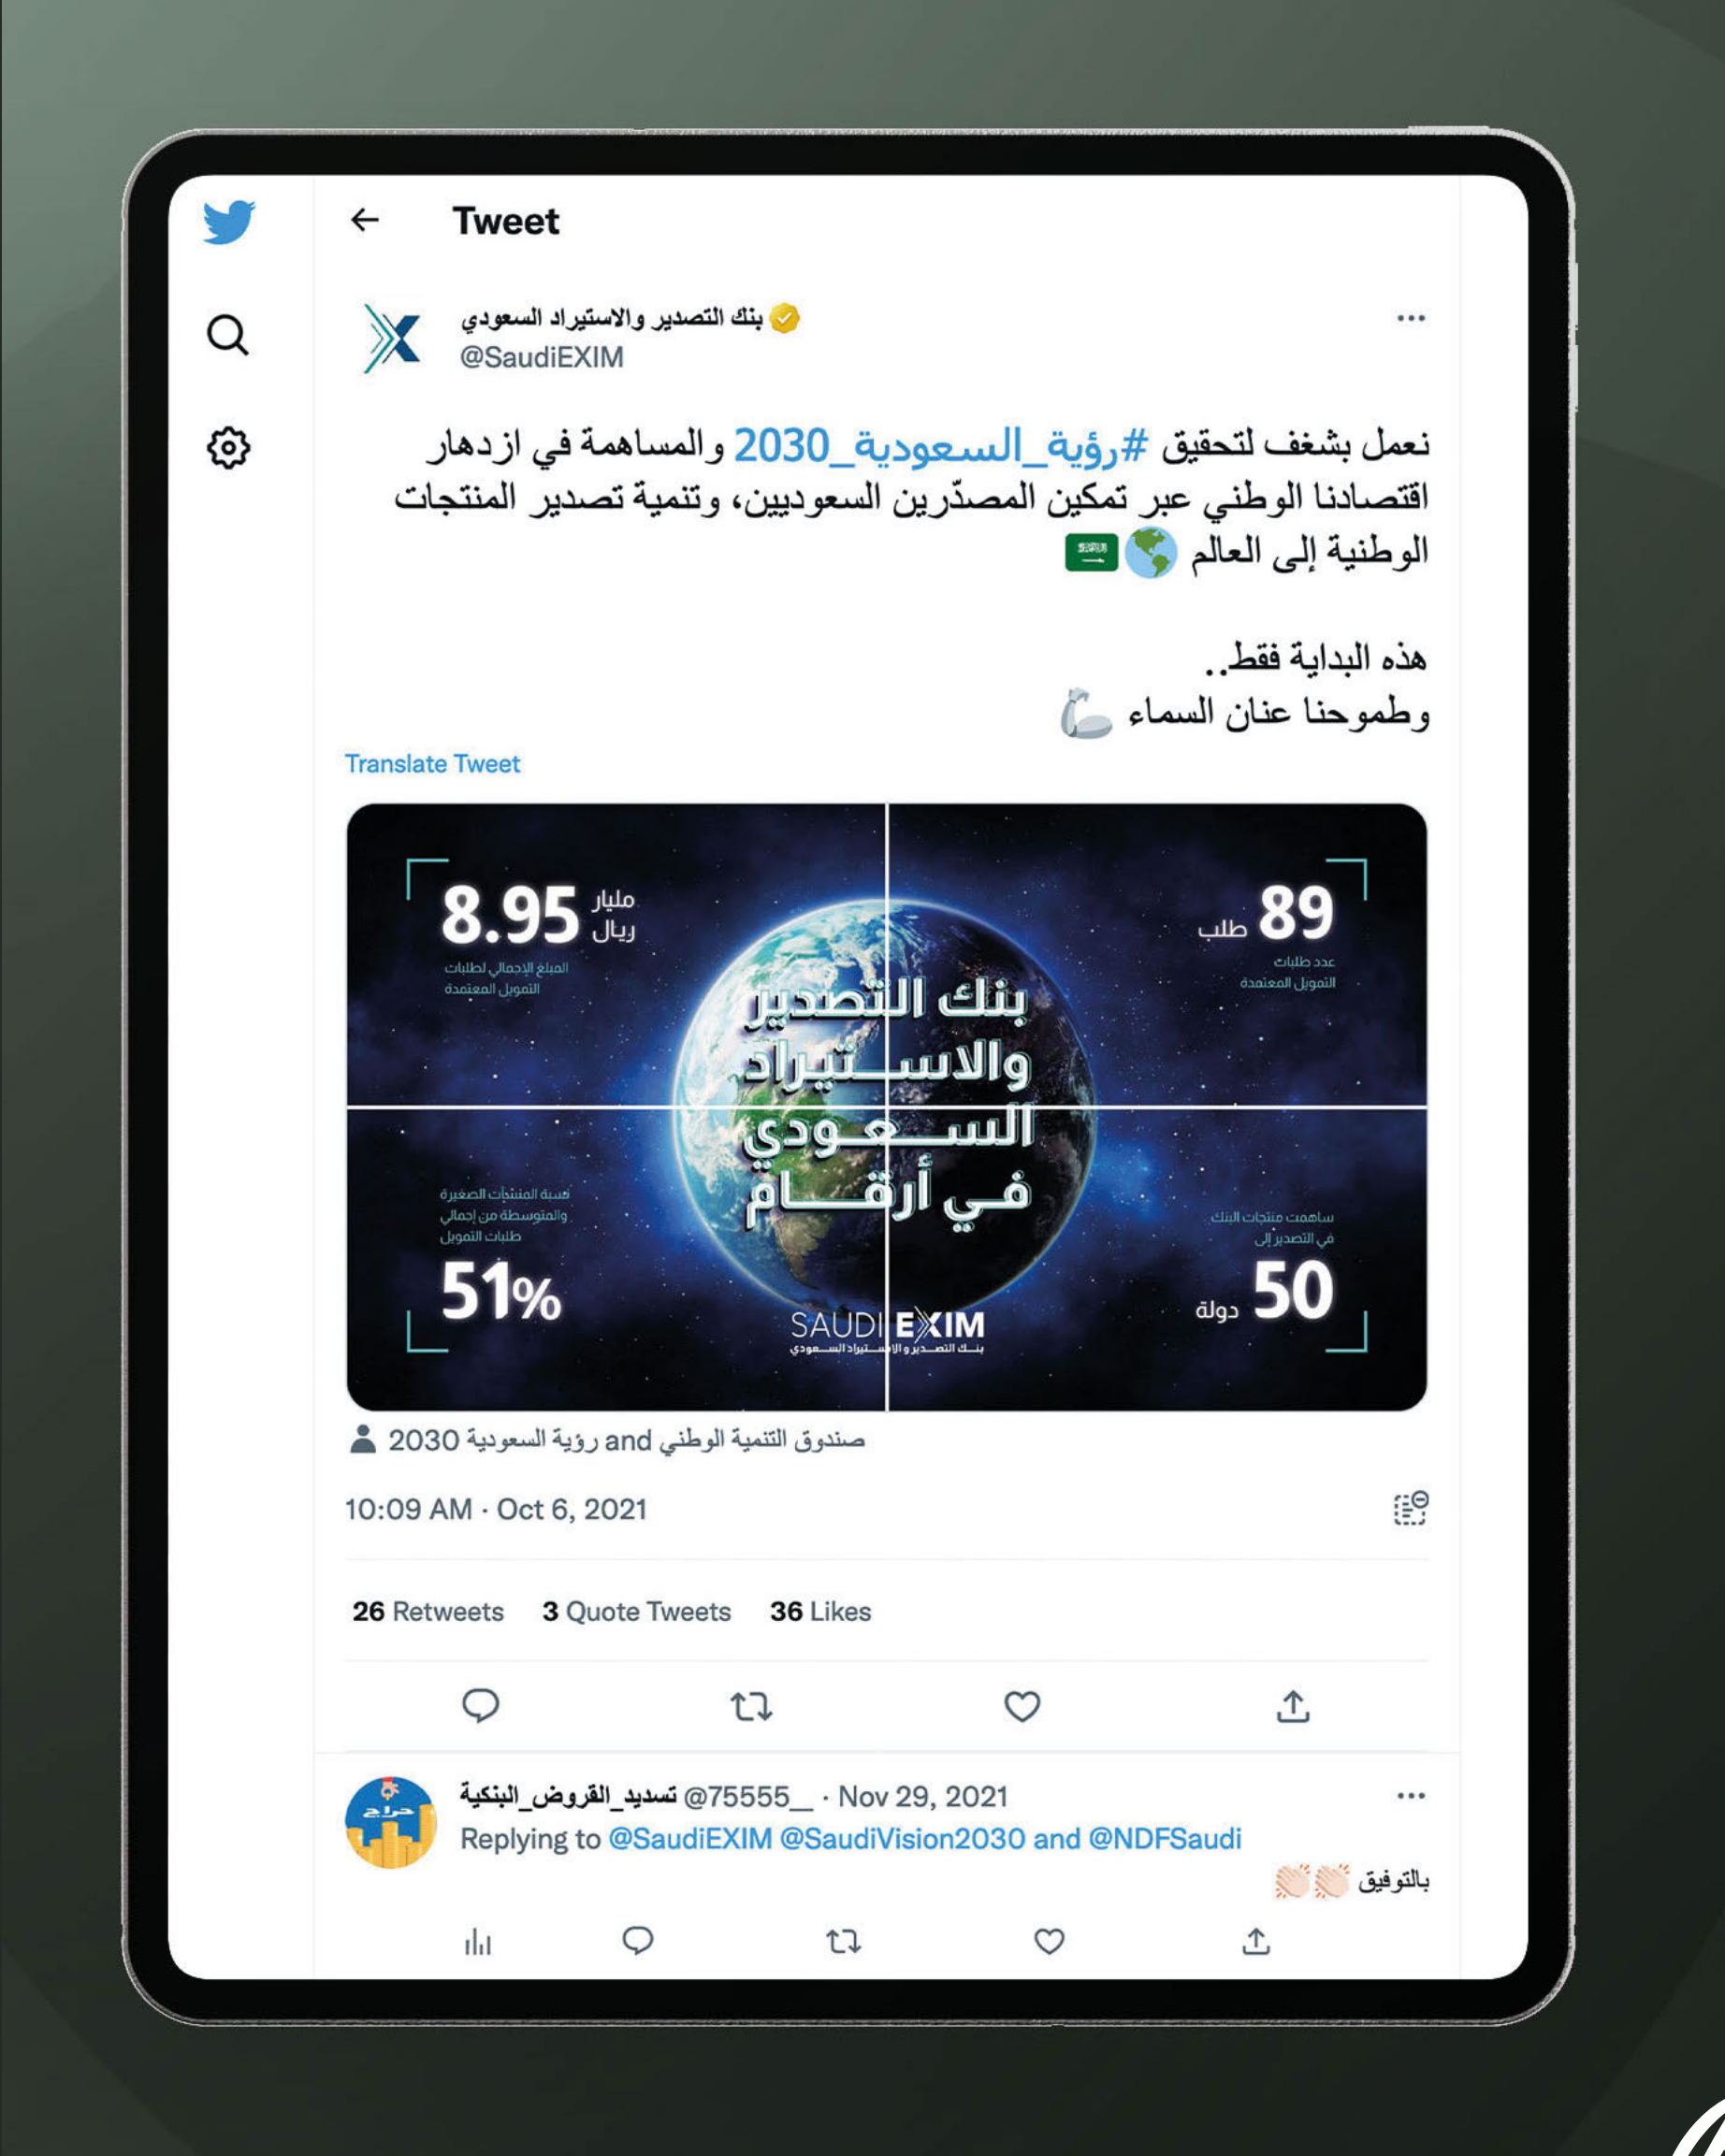 Tweet
بنك التصدير والاستيراد السعودي
@SaudiEXIM
نعمل بشغف لتحقيق #رؤية_السعودية_2030 والمساهمة في ازدهار
اقتصادنا الوطني عبر تمكين المصدّرين السعوديين، وتنمية تصدير المنتجات
الوطنية إلى العالم 🌎🇸🇦
هذه البداية فقط..
وطموحنا عنان السماء 🦾
Translate Tweet
89 طلب
عدد طلبات
التمويل المعتمدة
8.95 مليار
ريال
المبلغ الإجمالي لطلبات
التمويل المعتمدة
بنك التصدير
والاستيراد
السعودي
في أرقام
ساهمت منتجات البنك
في التصدير إلى
50 دولة
نسبة المنشآت الصغيرة
والمتوسطة من إجمالي
طلبات التمويل
51%
SAUDI EXIM
بنك التصدير والاستيراد السعودي
صندوق التنمية الوطني and رؤية السعودية 2030
10:09 AM · Oct 6, 2021
26 Retweets 3 Quote Tweets 36 Likes
حراج
تسديد_القروض_البنكية @75555__ · Nov 29, 2021
Replying to @SaudiEXIM @SaudiVision2030 and @NDFSaudi
بالتوفيق 👏🏻👏🏻